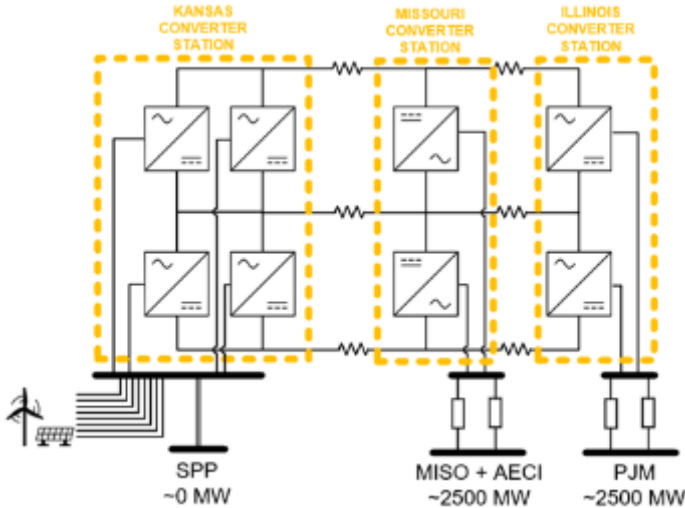 KANSAS
CONVERTER
STATION
MISSOURI
CONVERTER
STATION
ILLINOIS
CONVERTER
STATION
SPP
~0 MW
MISO + AECI
~2500 MW
PJM
~2500 MW